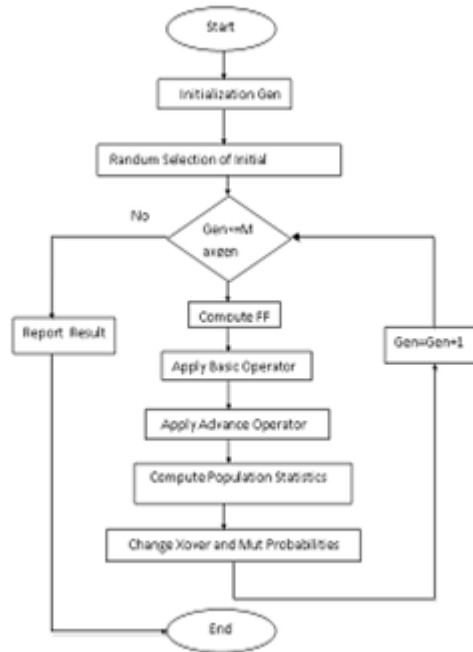 Start
Initialization Gen
Randum Selection of Initial
No
Gen<=M
axgen
Compute FF
Report Result
Gen=Gen+1
Apply Basic Operator
Apply Advance Operator
Compute Population Statistics
Change Xover and Mut Probabilities
End